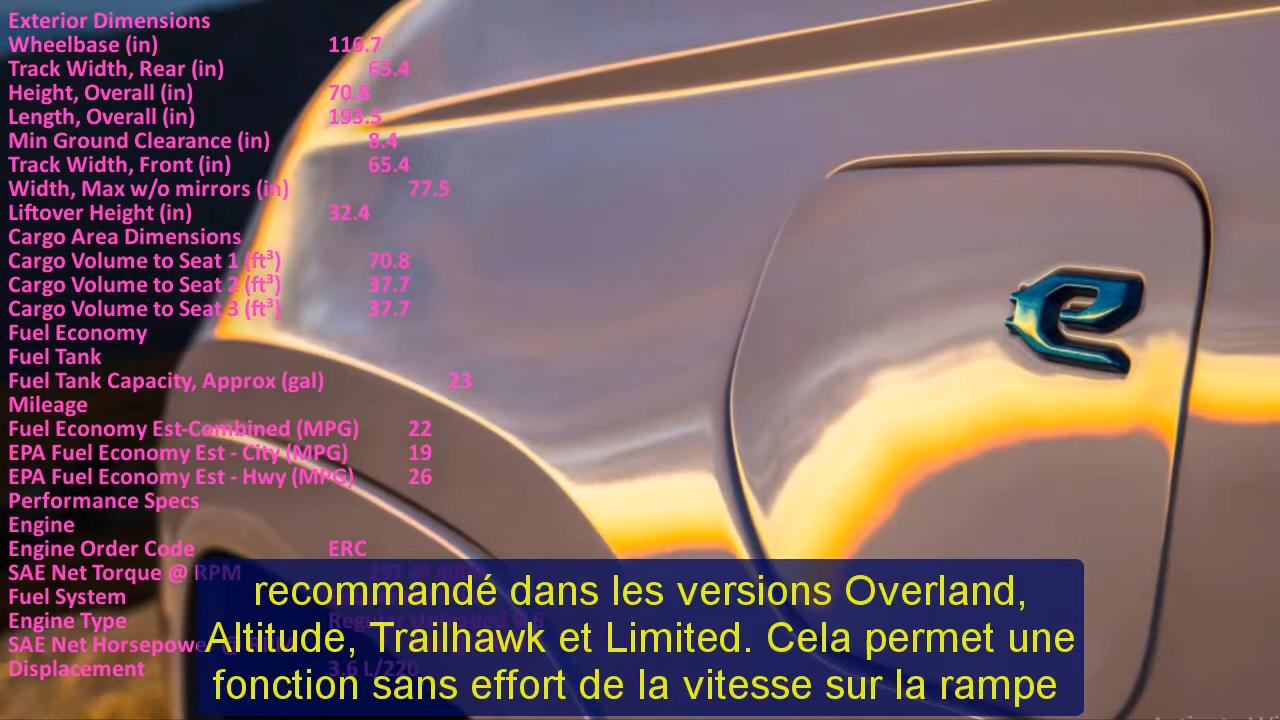 Exterior Dimensions
Wheelbase (in) 116.7
Track Width, Rear (in) 65.4
Height, Overall (in) 70.8
Length, Overall (in) 193.5
Min Ground Clearance (in) 8.4
Track Width, Front (in) 65.4
Width, Max w/o mirrors (in) 77.5
Liftover Height (in) 32.4
Cargo Area Dimensions
Cargo Volume to Seat 1 (ft³) 70.8
Cargo Volume to Seat 2 (ft³) 37.7
Cargo Volume to Seat 3 (ft³) 37.7
Fuel Economy
Fuel Tank
Fuel Tank Capacity, Approx (gal) 23
Mileage
Fuel Economy Est-Combined (MPG) 22
EPA Fuel Economy Est - City (MPG) 19
EPA Fuel Economy Est - Hwy (MPG) 26
Performance Specs
Engine
Engine Order Code ERC
SAE Net Torque @ RPM
Fuel System
Engine Type
SAE Net Horsepower @
Displacement 3.6 L/220
recommandé dans les versions Overland,
Altitude, Trailhawk et Limited. Cela permet une
fonction sans effort de la vitesse sur la rampe